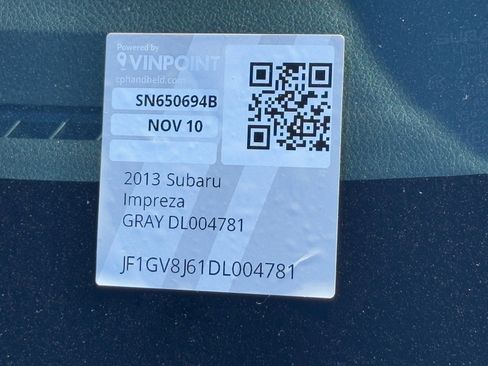 Powered by
VINPOINT
cphandheld.com
SN650694B
NOV 10
2013 Subaru
Impreza
GRAY DL004781
JF1GV8J61DL004781